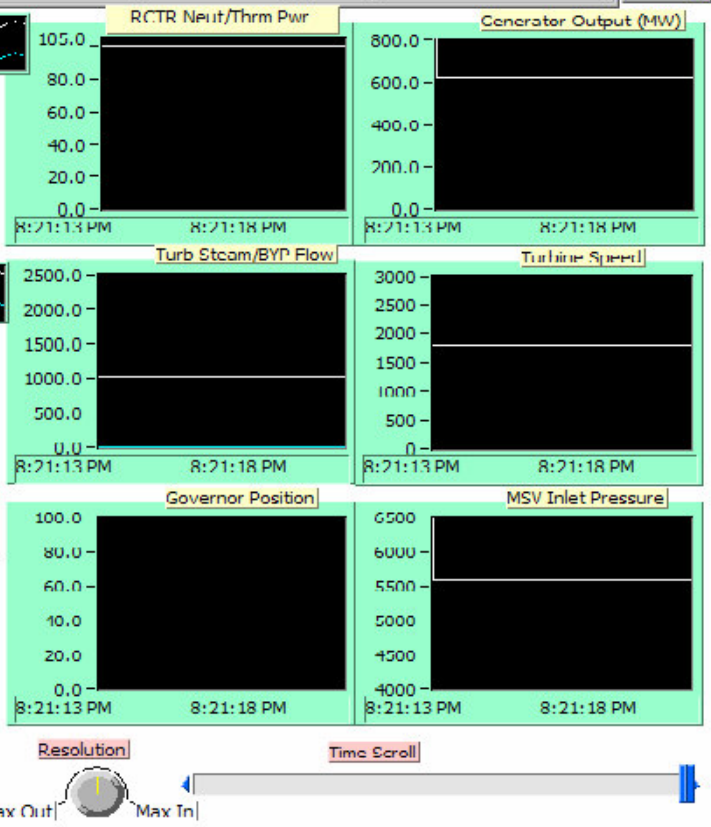 RCTR Neut/Thrm Pwr
105.0
80.0
60.0
40.0
20.0
0.0
8:21:13 PM 8:21:18 PM
Generator Output (MW)
800.0
600.0
400.0
200.0
0.0
8:21:13 PM 8:21:18 PM
Turb Steam/BYP Flow
2500.0
2000.0
1500.0
1000.0
500.0
0.0
8:21:13 PM 8:21:18 PM
Turbine Speed
3000
2500
2000
1500
1000
500
0
8:21:13 PM 8:21:18 PM
Governor Position
100.0
80.0
60.0
40.0
20.0
0.0
8:21:13 PM 8:21:18 PM
MSV Inlet Pressure
6500
6000
5500
5000
4500
4000
8:21:13 PM 8:21:18 PM
Resolution
Time Scroll
ax Out Max In